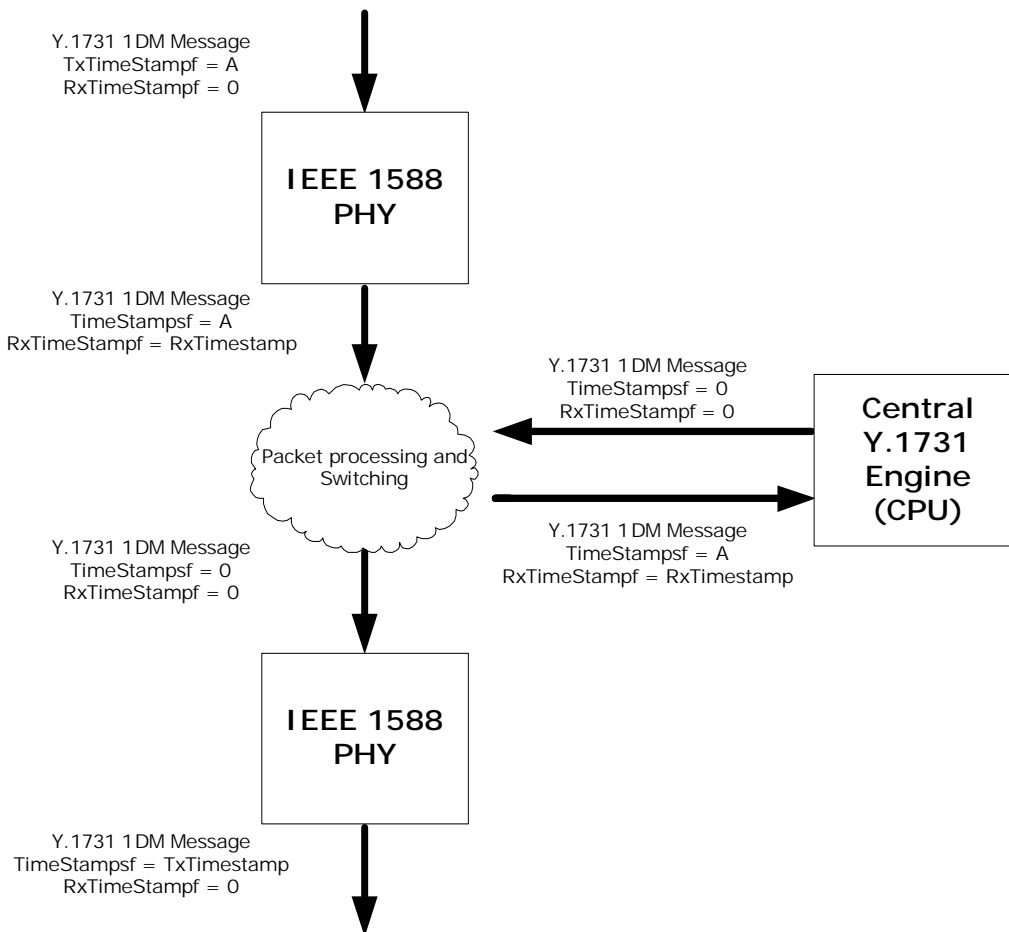 Y.1731 1DM Message
TxTimeStampf = A
RxTimeStampf = 0
IEEE 1588
PHY
Y.1731 1DM Message
TimeStampsf = A
RxTimeStampf = RxTimestamp
Y.1731 1DM Message
TimeStampsf = 0
RxTimeStampf = 0
Central
Y.1731
Engine
(CPU)
Packet processing and
Switching
Y.1731 1DM Message
TimeStampsf = A
RxTimeStampf = RxTimestamp
Y.1731 1DM Message
TimeStampsf = 0
RxTimeStampf = 0
IEEE 1588
PHY
Y.1731 1DM Message
TimeStampsf = TxTimestamp
RxTimeStampf = 0